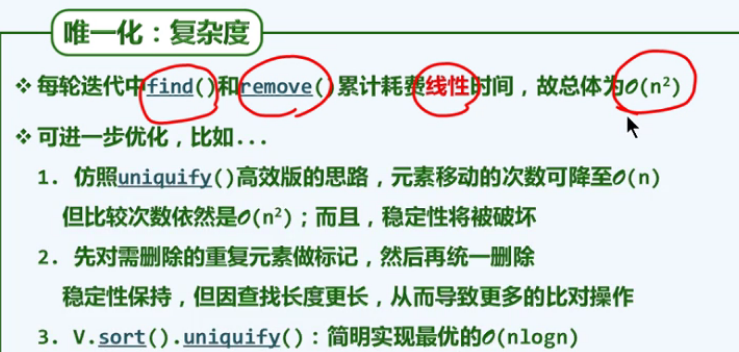 唯一化：复杂度
❖ 每轮迭代中find()和remove()累计耗费线性时间，故总体为O(n²)
❖ 可进一步优化，比如...
1. 仿照uniquify()高效版的思路，元素移动的次数可降至O(n)
但比较次数依然是O(n²)；而且，稳定性将被破坏
2. 先对需删除的重复元素做标记，然后再统一删除
稳定性保持，但因查找长度更长，从而导致更多的比对操作
3. V.sort().uniquify()：简明实现最优的O(nlogn)